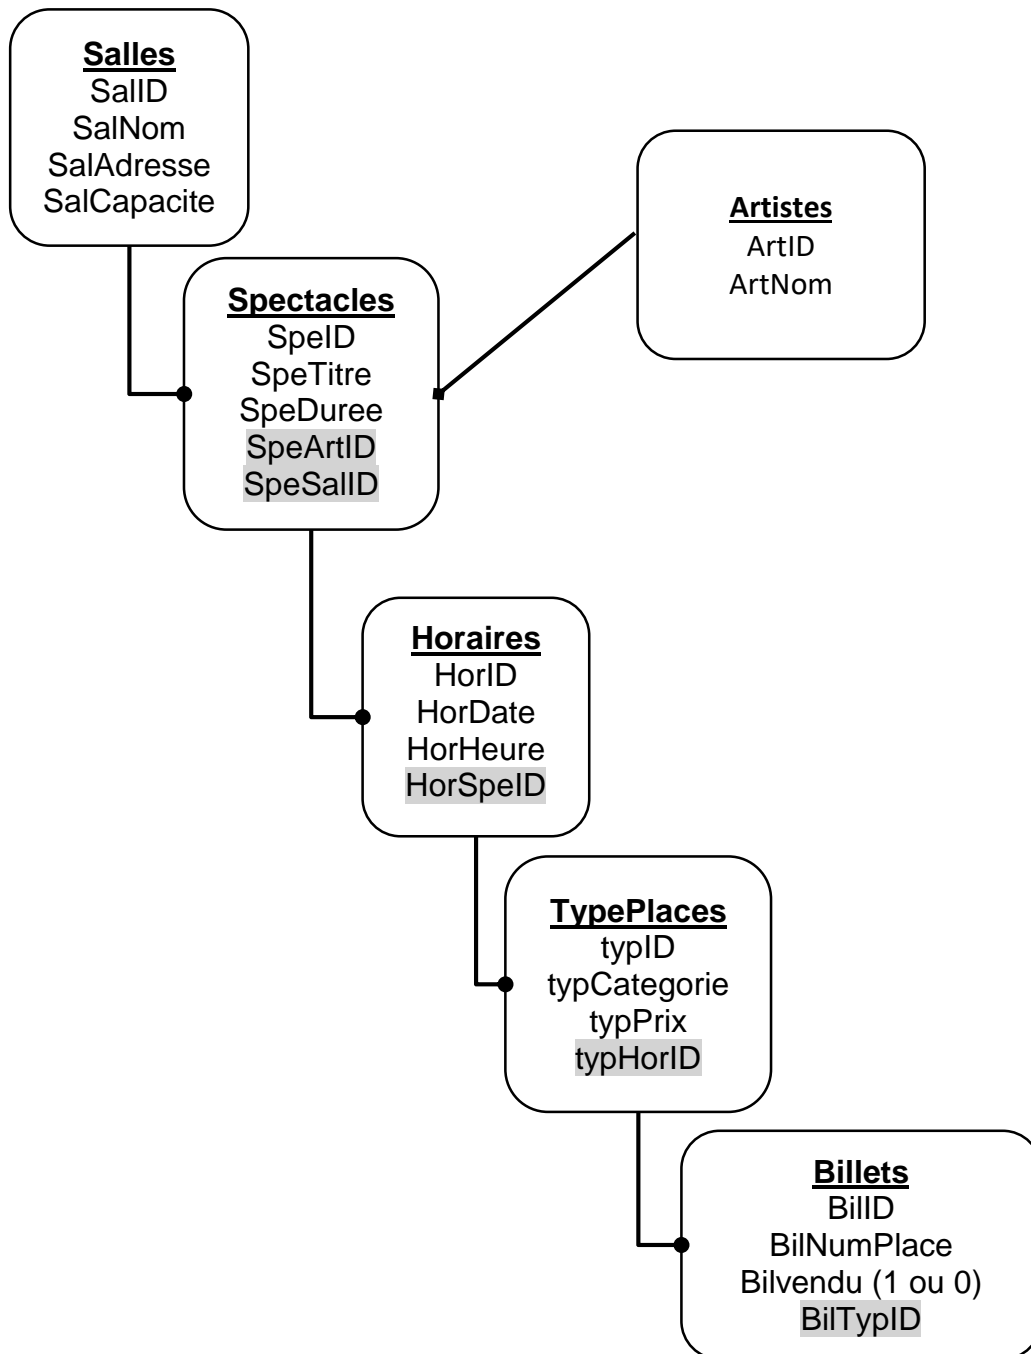 Salles
SalID
SalNom
SalAdresse
SalCapacite
Artistes
ArtID
ArtNom
Spectacles
SpeID
SpeTitre
SpeDuree
SpeArtID
SpeSalID
Horaires
HorID
HorDate
HorHeure
HorSpeID
TypePlaces
typID
typCategorie
typPrix
typHorID
Billets
BilID
BilNumPlace
Bilvendu (1 ou 0)
BilTypID